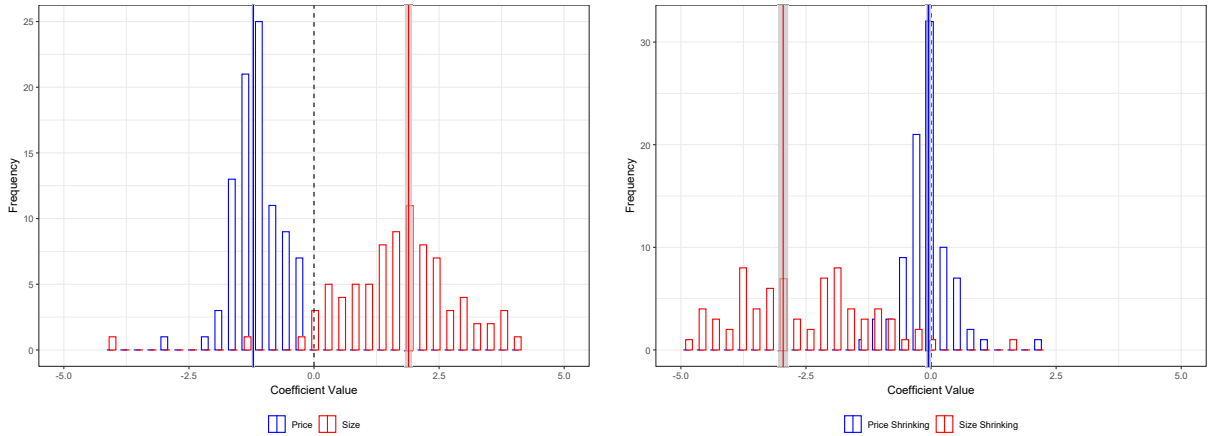 25
20
15
10
5
0
Frequency
-5.0
-2.5
0.0
2.5
5.0
Coefficient Value
Price
Size
30
20
10
0
Frequency
-5.0
-2.5
0.0
2.5
5.0
Coefficient Value
Price Shrinking
Size Shrinking